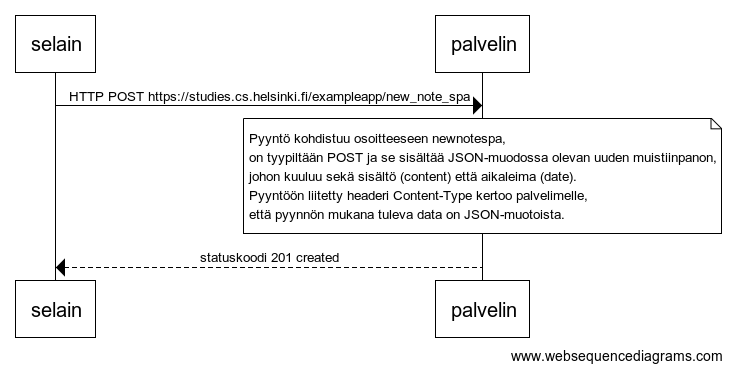 selain
palvelin
HTTP POST https://studies.cs.helsinki.fi/exampleapp/new_note_spa
Pyyntö kohdistuu osoitteeseen newnotespa,
on tyypiltään POST ja se sisältää JSON-muodossa olevan uuden muistiinpanon,
johon kuuluu sekä sisältö (content) että aikaleima (date).
Pyyntöön liitetty headeri Content-Type kertoo palvelimelle,
että pyynnön mukana tuleva data on JSON-muotoista.
statuskoodi 201 created
selain
palvelin
www.websequencediagrams.com